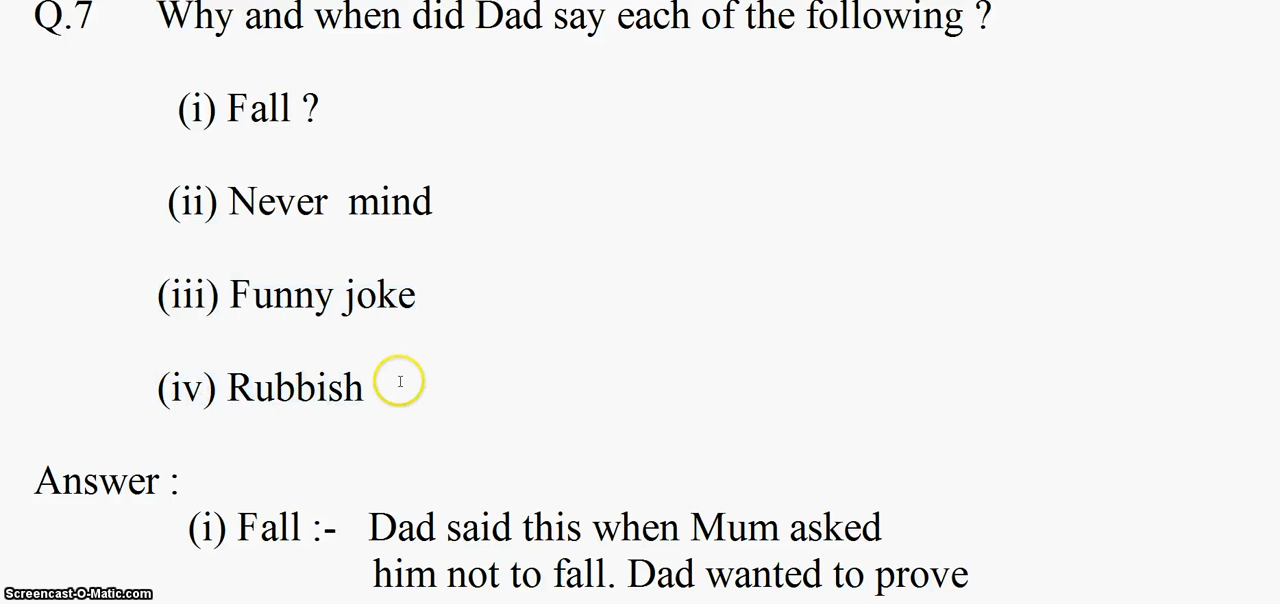 Q.7 Why and when did Dad say each of the following ?
(i) Fall ?
(ii) Never mind
(iii) Funny joke
(iv) Rubbish
Answer :
(i) Fall :- Dad said this when Mum asked
him not to fall. Dad wanted to prove
Screencast-O-Matic.com